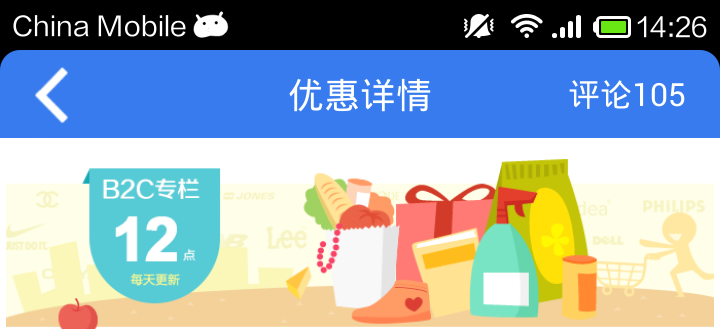 China Mobile
14:26
优惠详情
评论105
B2C专栏
12点
每天更新
JUST DO IT.
JONES
Lee
idea
DELL
PHILIPS